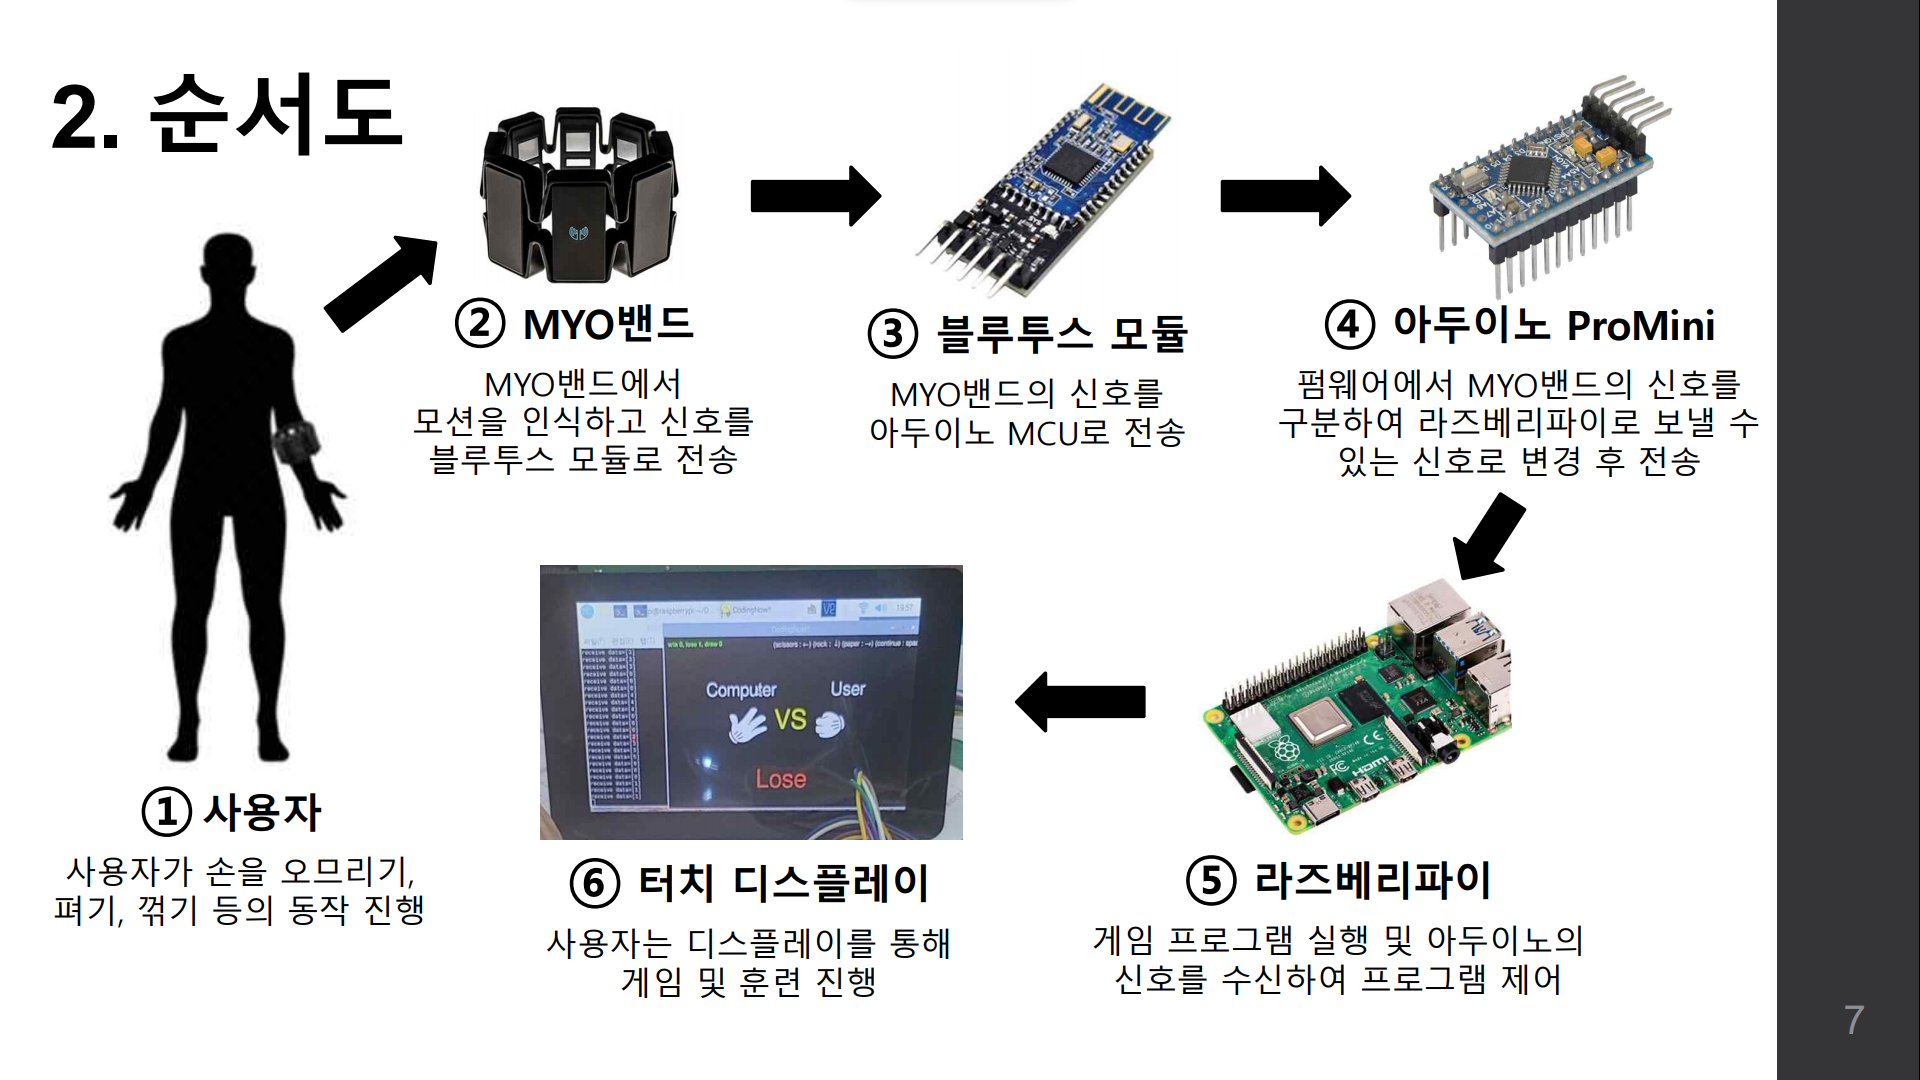 2. 순서도
② MYO밴드
MYO밴드에서
모션을 인식하고 신호를
블루투스 모듈로 전송
③ 블루투스 모듈
MYO밴드의 신호를
아두이노 MCU로 전송
④ 아두이노 ProMini
펌웨어에서 MYO밴드의 신호를
구분하여 라즈베리파이로 보낼 수
있는 신호로 변경 후 전송
① 사용자
사용자가 손을 오므리기,
펴기, 꺾기 등의 동작 진행
19:57
win 0, lose 1, draw 0
Computer
User
VS
Lose
⑥ 터치 디스플레이
사용자는 디스플레이를 통해
게임 및 훈련 진행
HDMI
⑤ 라즈베리파이
게임 프로그램 실행 및 아두이노의
신호를 수신하여 프로그램 제어
7